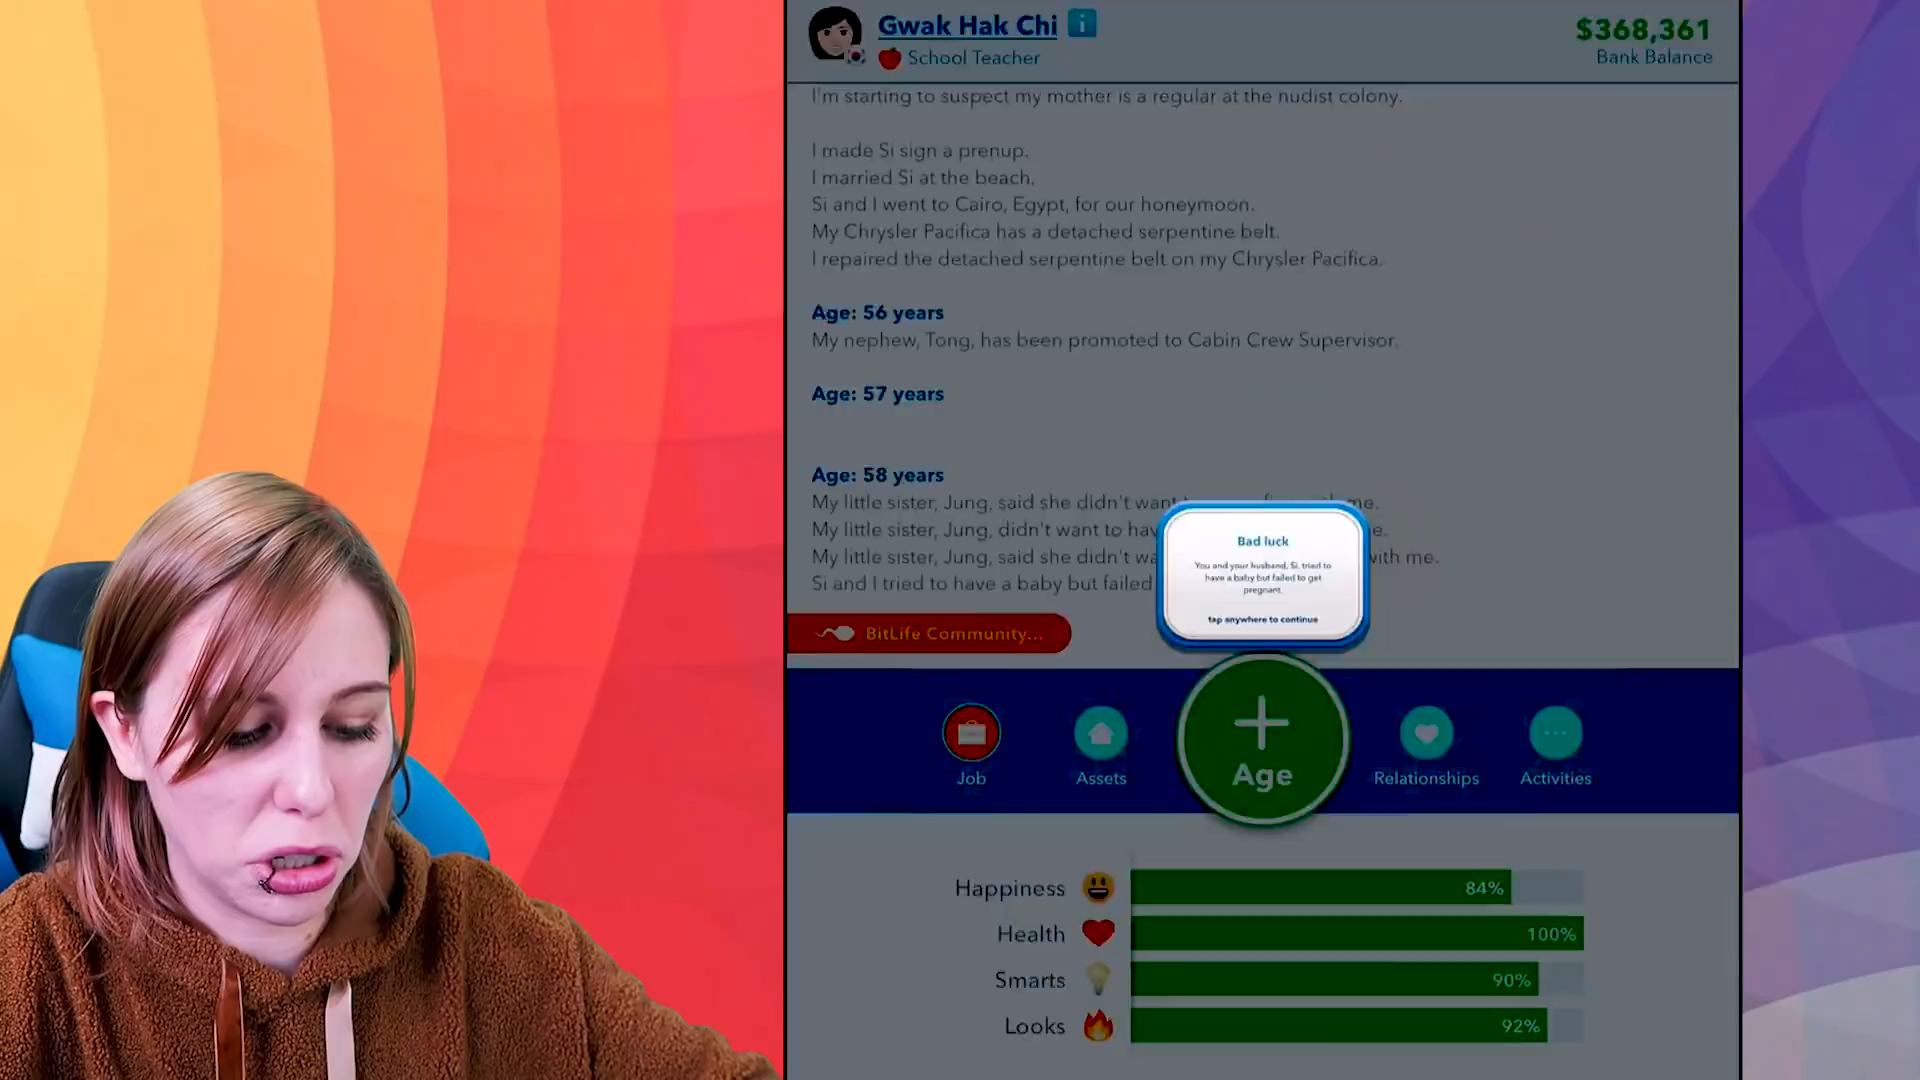 Gwak Hak Chi i
School Teacher
$368,361
Bank Balance
I'm starting to suspect my mother is a regular at the nudist colony.
I made Si sign a prenup.
I married Si at the beach.
Si and I went to Cairo, Egypt, for our honeymoon.
My Chrysler Pacifica has a detached serpentine belt.
I repaired the detached serpentine belt on my Chrysler Pacifica.
Age: 56 years
My nephew, Tong, has been promoted to Cabin Crew Supervisor.
Age: 57 years
Age: 58 years
My little sister, Jung, said she didn't want me.
My little sister, Jung, didn't want to hav e.
My little sister, Jung, said she didn't wa with me.
Si and I tried to have a baby but failed
Bad luck
You and your husband, Si, tried to
have a baby but failed to get
pregnant.
tap anywhere to continue
BitLife Community...
Job
Assets
+
Age
Relationships
Activities
Happiness 84%
Health 100%
Smarts 90%
Looks 92%